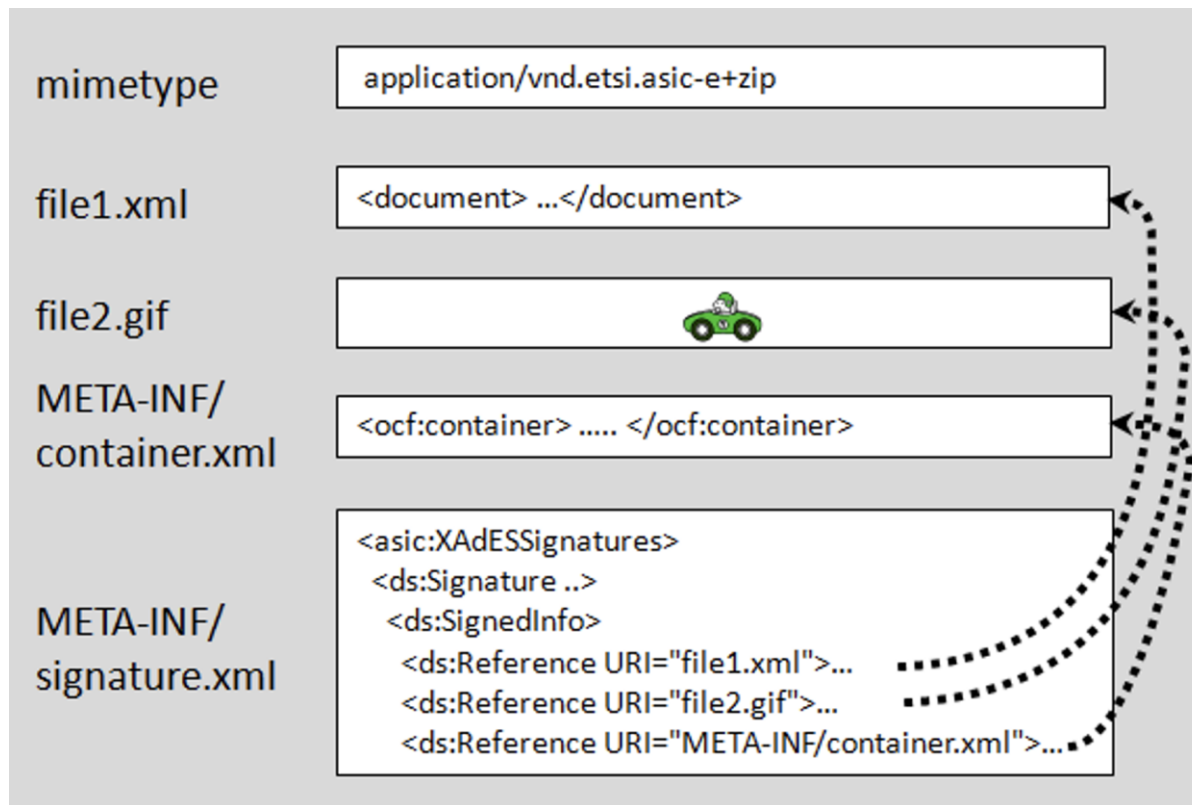 mimetype
application/vnd.etsi.asic-e+zip
file1.xml
<document> ...</document>
file2.gif
META-INF/
container.xml
<ocf:container> ..... </ocf:container>
META-INF/
signature.xml
<asic:XAdESSignatures>
<ds:Signature ..>
<ds:SignedInfo>
<ds:Reference URI="file1.xml">...
<ds:Reference URI="file2.gif">...
<ds:Reference URI="META-INF/container.xml">...